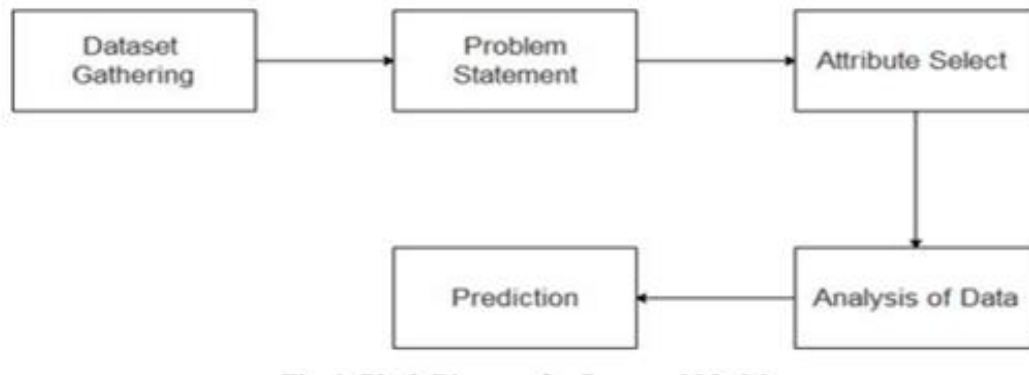 Dataset
Gathering
Problem
Statement
Attribute Select
Analysis of Data
Prediction